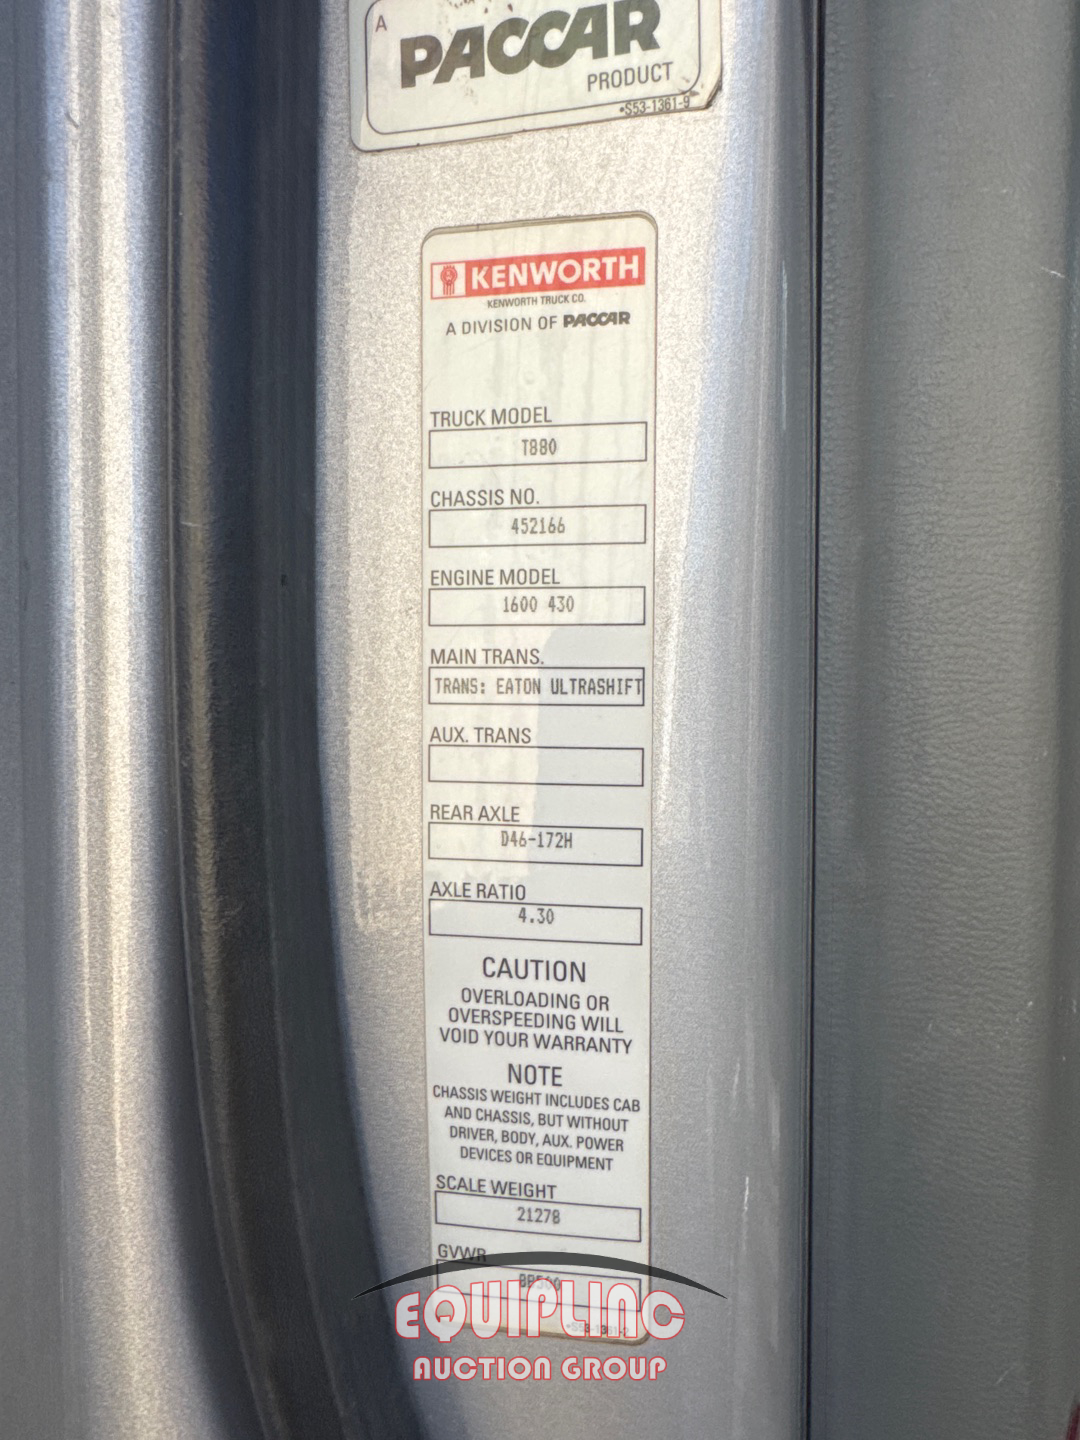 A
PACCAR
PRODUCT
•S53-1361-9
KENWORTH
KENWORTH TRUCK CO.
A DIVISION OF PACCAR
TRUCK MODEL
T880
CHASSIS NO.
452166
ENGINE MODEL
1600 430
MAIN TRANS.
TRANS: EATON ULTRASHIFT
AUX. TRANS
REAR AXLE
D46-172H
AXLE RATIO
4.30
CAUTION
OVERLOADING OR
OVERSPEEDING WILL
VOID YOUR WARRANTY
NOTE
CHASSIS WEIGHT INCLUDES CAB
AND CHASSIS, BUT WITHOUT
DRIVER, BODY, AUX. POWER
DEVICES OR EQUIPMENT
SCALE WEIGHT
21278
GVWR
EQUIPLINC
AUCTION GROUP